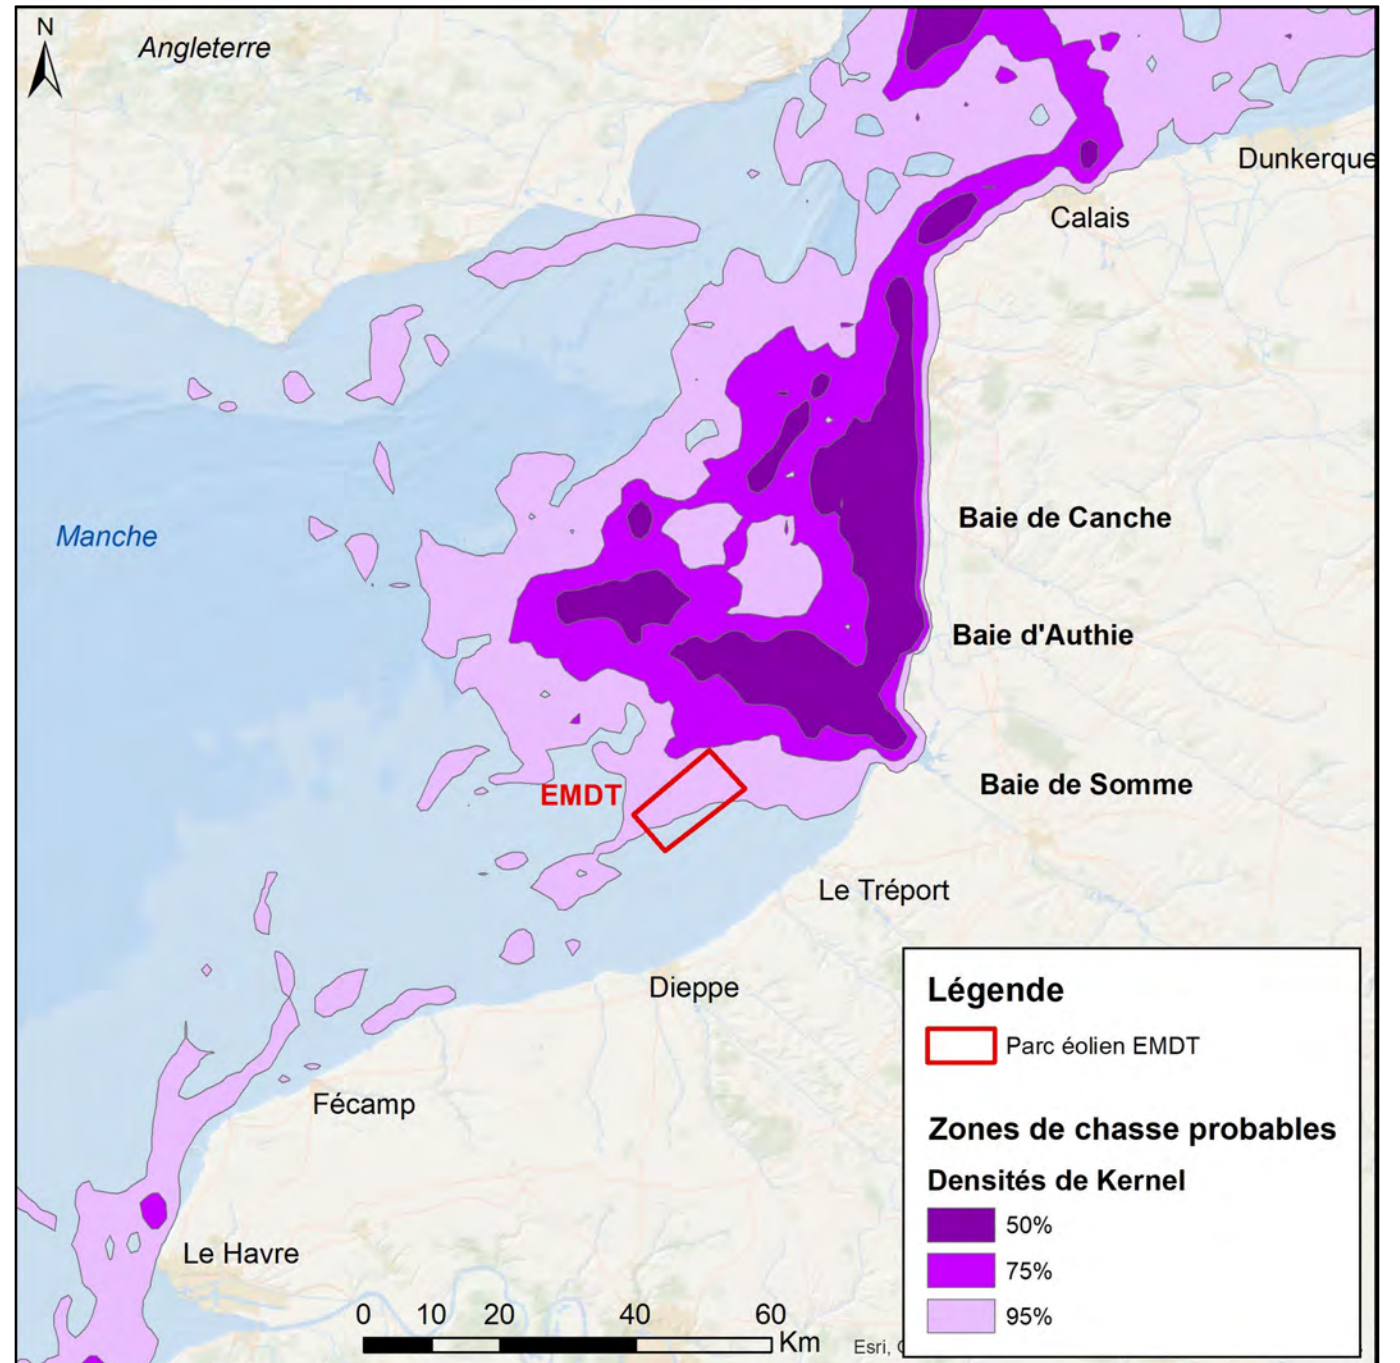 N
Angleterre
Dunkerque
Calais
Baie de Canche
Manche
Baie d'Authie
Baie de Somme
EMDT
Le Tréport
Dieppe
Légende
Parc éolien EMDT
Fécamp
Zones de chasse probables
Densités de Kernel
50%
Le Havre
75%
0 10 20 40 60
95%
Km
Esri,